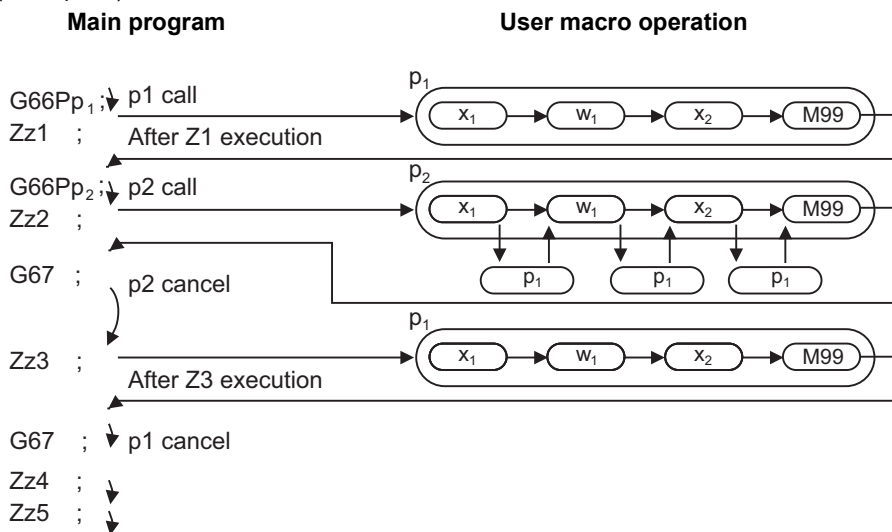 Main program User macro operation
p1
G66Pp1 ; p1 call
x1 w1 x2 M99
Zz1 ; After Z1 execution
p2
G66Pp2 ; p2 call
x1 w1 x2 M99
Zz2 ;
p1 p1 p1
G67 ; p2 cancel
p1
x1 w1 x2 M99
Zz3 ;
After Z3 execution
G67 ; p1 cancel
Zz4 ;
Zz5 ;